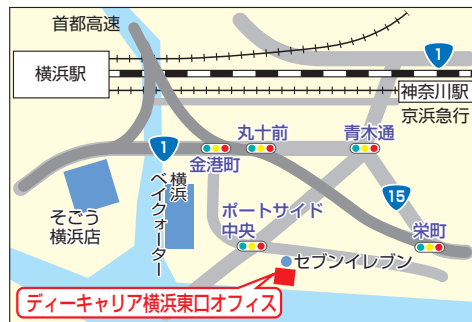 首都高速
1
横浜駅
神奈川駅
京浜急行
丸十前
青木通
1
金港町
横浜
ベイクォーター
15
そごう
横浜店
ポートサイド
中央
栄町
セブンイレブン
ディーキャリア横浜東口オフィス